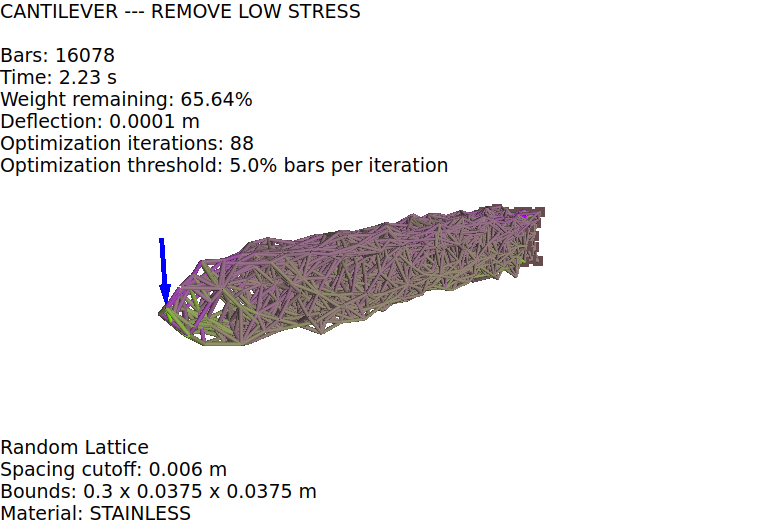 CANTILEVER --- REMOVE LOW STRESS
Bars: 16078
Time: 2.23 s
Weight remaining: 65.64%
Deflection: 0.0001 m
Optimization iterations: 88
Optimization threshold: 5.0% bars per iteration
Random Lattice
Spacing cutoff: 0.006 m
Bounds: 0.3 x 0.0375 x 0.0375 m
Material: STAINLESS